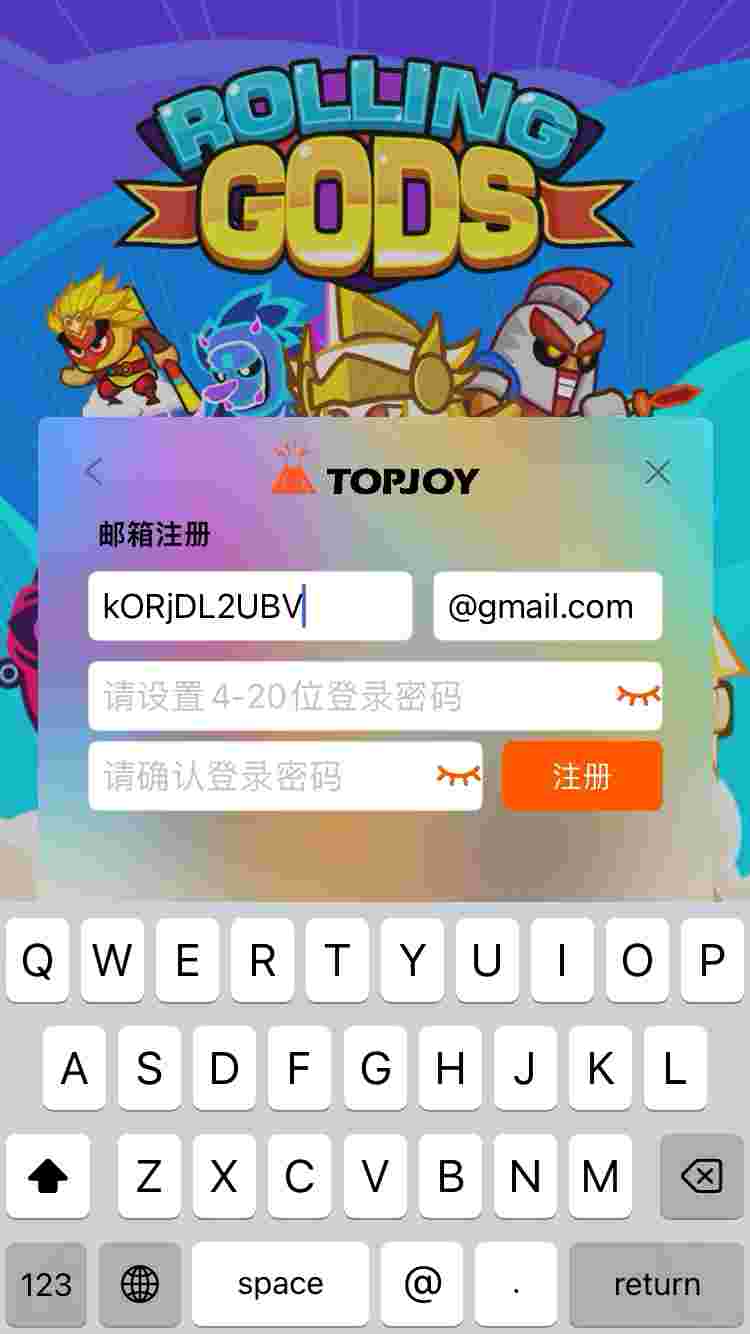 ROLLING
GODS
TOPJOY
邮箱注册
kORjDL2UBV @gmail.com
请设置4-20位登录密码
请确认登录密码 注册
Q W E R T Y U I O P
A S D F G H J K L
Z X C V B N M
123 space @ . return